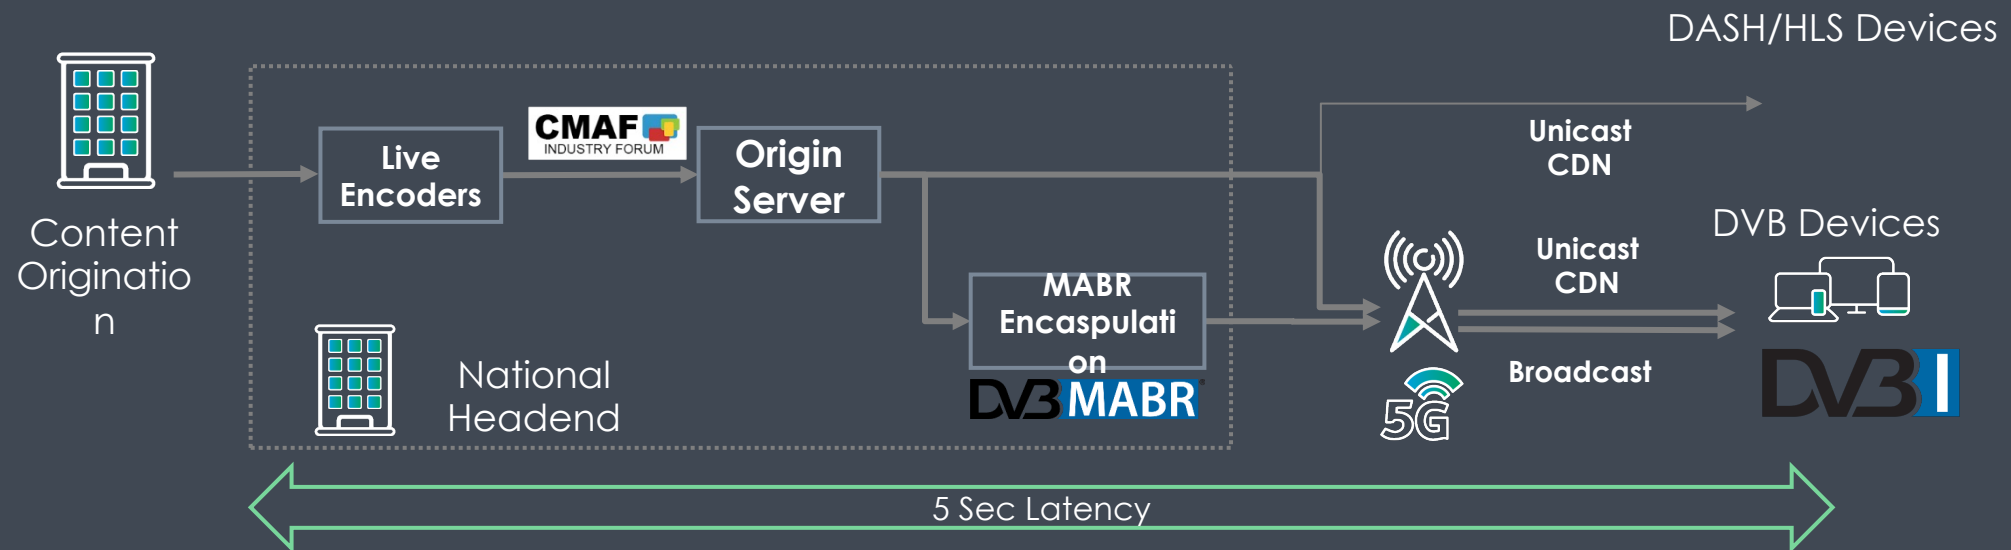 DASH/HLS Devices
CMAF
INDUSTRY FORUM
Live
Encoders
Origin
Server
Unicast
CDN
Content
Originatio
n
DVB Devices
Unicast
CDN
MABR
Encaspulati
on
National
Headend
Broadcast
DVB MABR
5G
DVB I
5 Sec Latency